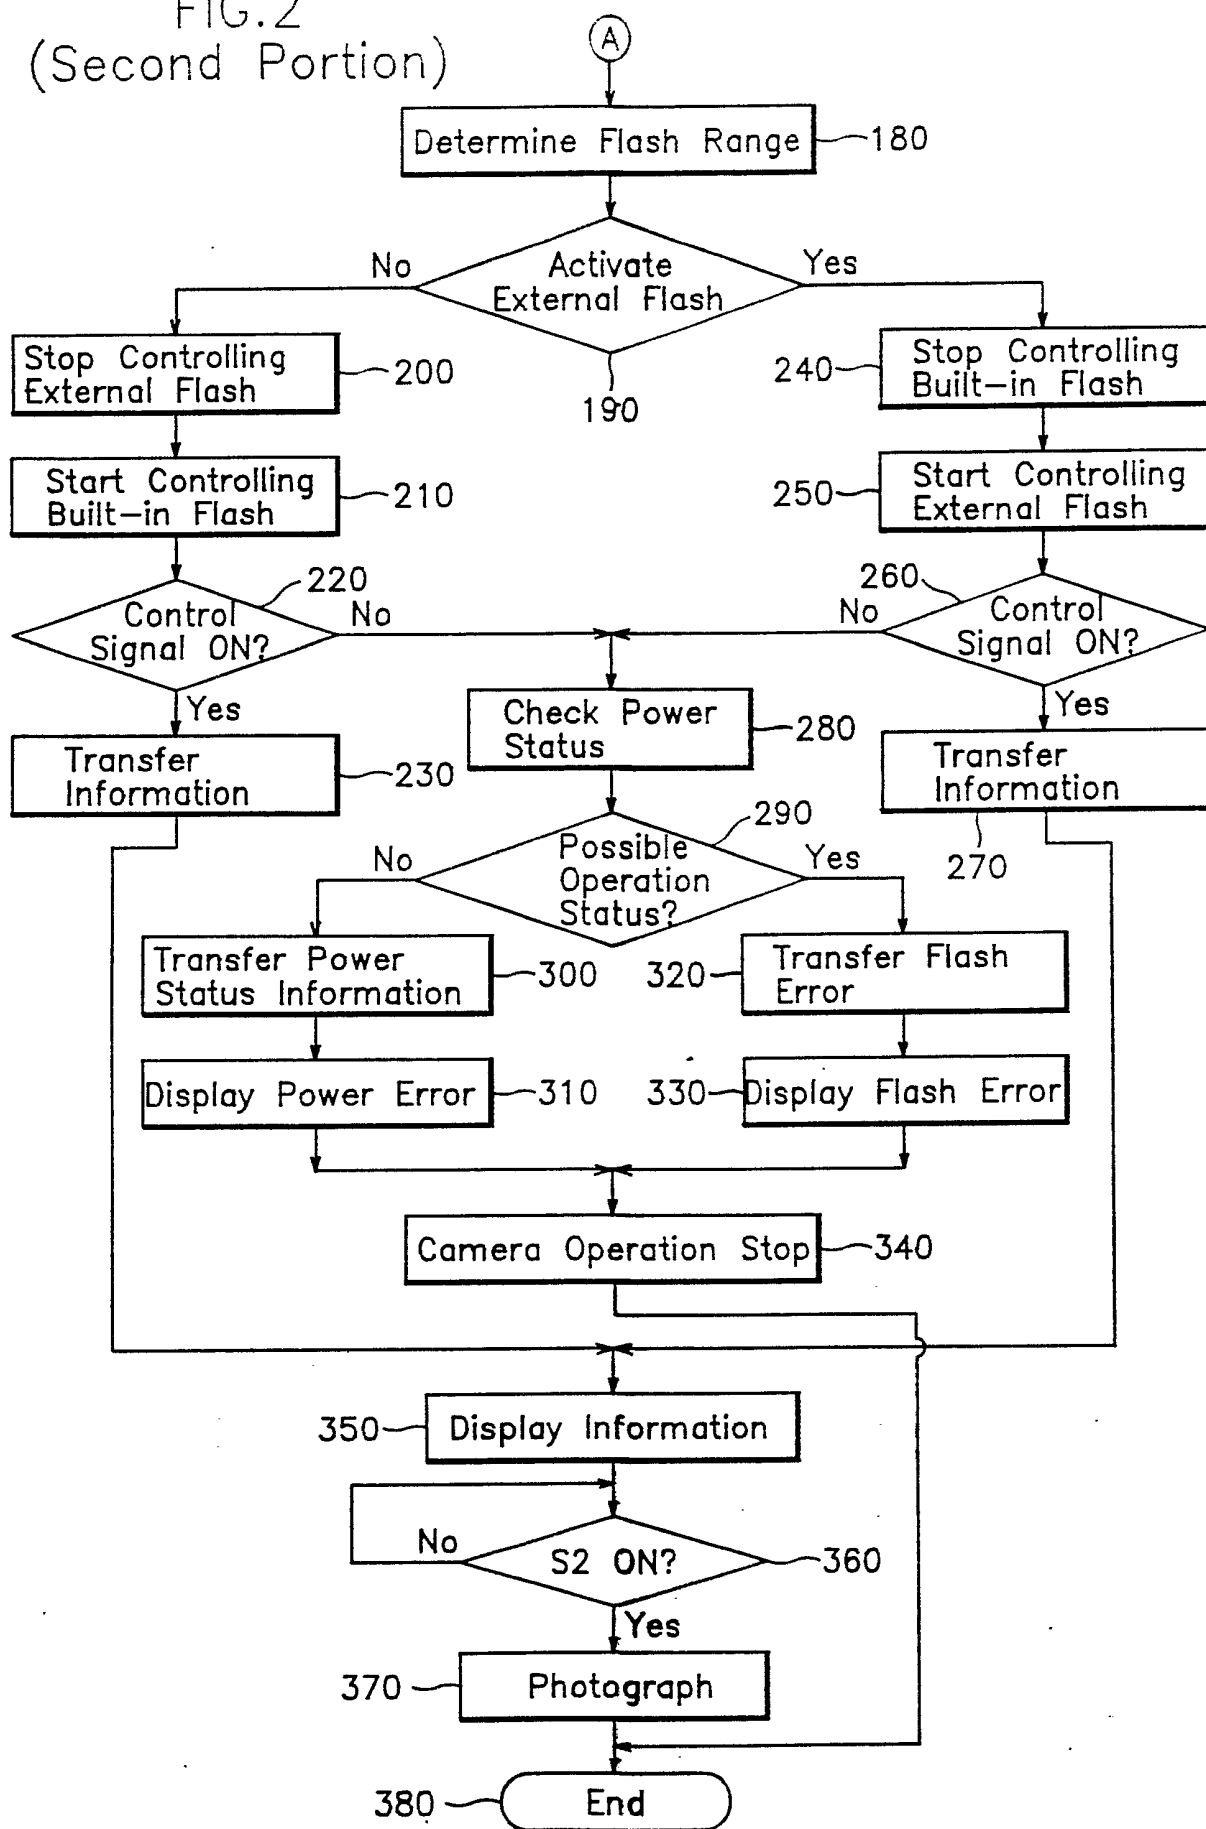 FIG.2
(Second Portion)
A
Determine Flash Range
180
No
Activate
External Flash
Yes
190
Stop Controlling
External Flash
200
240
Stop Controlling
Built-in Flash
Start Controlling
Built-in Flash
210
250
Start Controlling
External Flash
220
Control
Signal ON?
No
260
No
Control
Signal ON?
Yes
Check Power
Status
280
Yes
Transfer
Information
230
Transfer
Information
270
290
No
Possible
Operation
Status?
Yes
Transfer Power
Status Information
300
320
Transfer Flash
Error
Display Power Error
310
330
Display Flash Error
Camera Operation Stop
340
350
Display Information
No
S2 ON?
360
Yes
370
Photograph
380
End